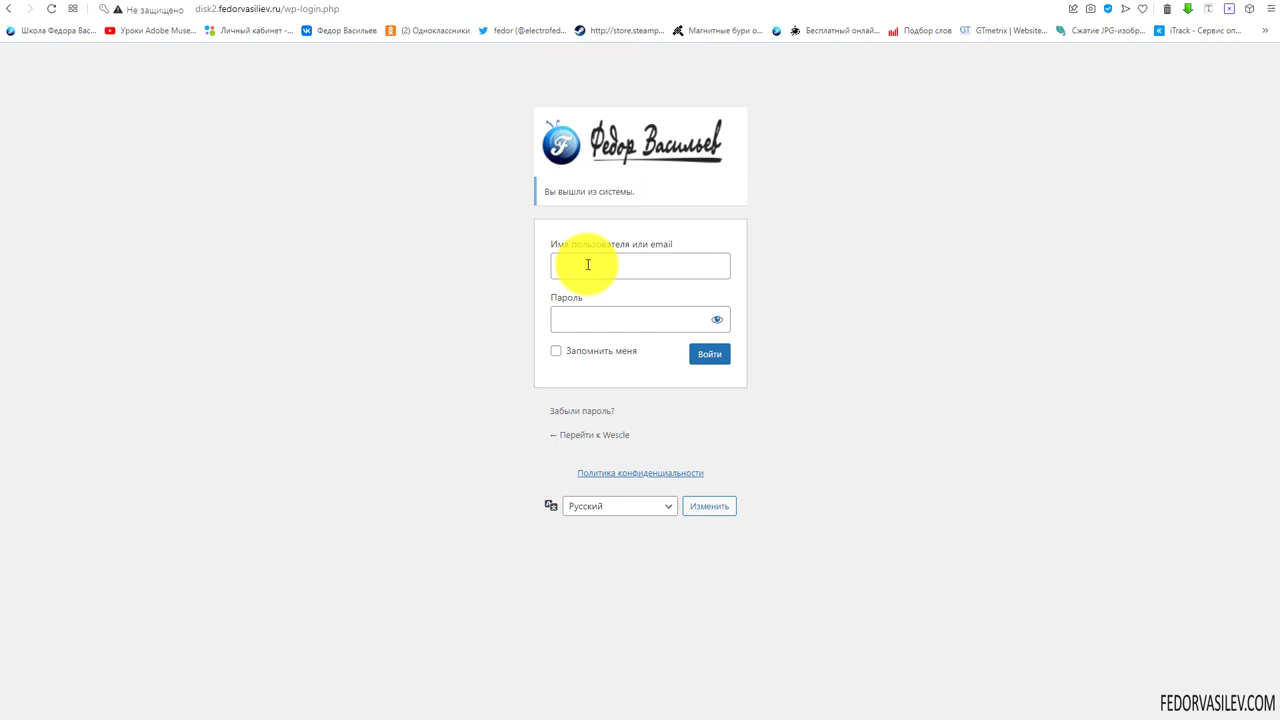 Не защищено disk2.fedorvasiliev.ru/wp-login.php
Школа Федора Вас... Уроки Adobe Muse... Личный кабинет -... Федор Васильев (2) Одноклассники fedor (@electrofed... http://store.steamp... Магнитные бури о... Бесплатный онлай... Подбор слов GTmetrix | Website... Сжатие JPG-изобр... iTrack - Сервис оп...
Федор Васильев
Вы вышли из системы.
Имя пользователя или email
Пароль
Запомнить меня Войти
Забыли пароль?
← Перейти к Wescle
Политика конфиденциальности
Русский Изменить
FEDORVASILEV.COM